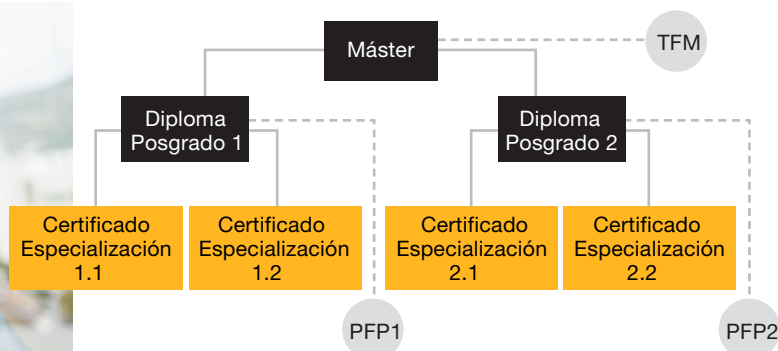 Máster
TFM
Diploma
Posgrado 1
Diploma
Posgrado 2
Certificado
Especialización
1.1
Certificado
Especialización
1.2
Certificado
Especialización
2.1
Certificado
Especialización
2.2
PFP1
PFP2